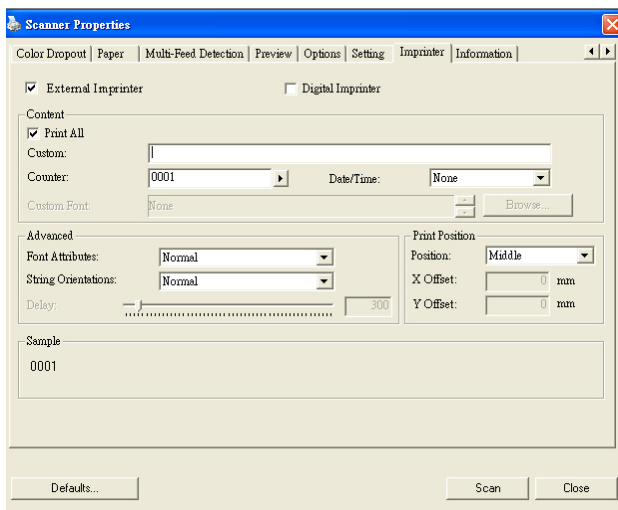 Scanner Properties
Color Dropout Paper Multi-Feed Detection Preview Options Setting Imprinter Information
External Imprinter Digital Imprinter
Content
Print All
Custom:
Counter: 0001 Date/Time: None
Custom Font: None Browse...
Advanced Print Position
Font Attributes: Normal Position: Middle
String Orientations: Normal X Offset: 0 mm
Delay: 300 Y Offset: 0 mm
Sample
0001
Defaults... Scan Close